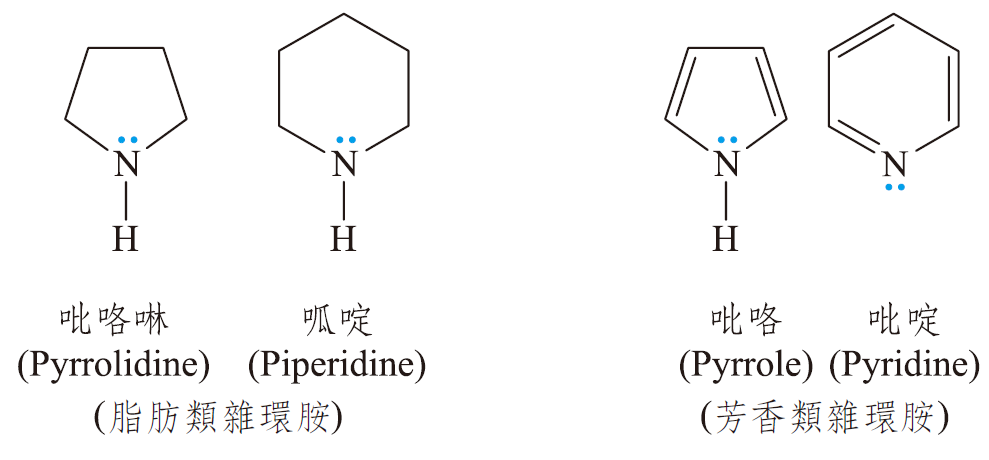 N N N N
H H H
吡咯啉 呱啶 吡咯 吡啶
(Pyrrolidine) (Piperidine) (Pyrrole) (Pyridine)
(脂肪類雜環胺) (芳香類雜環胺)